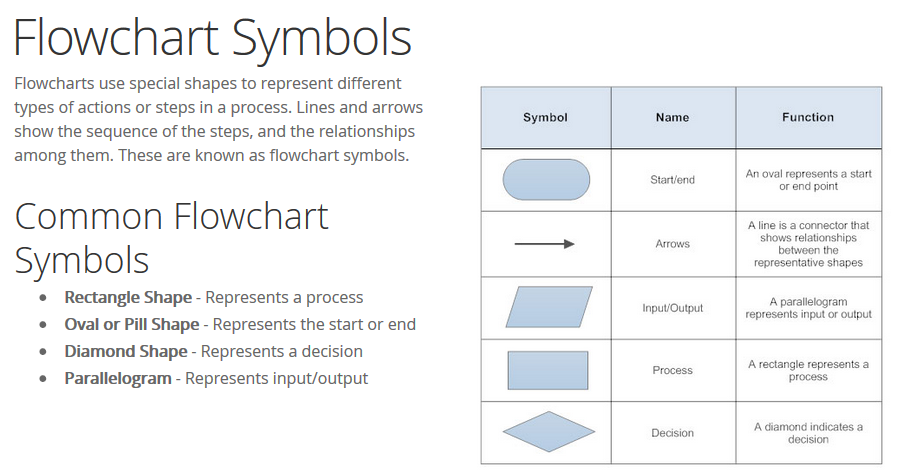 Flowchart Symbols
Flowcharts use special shapes to represent different
types of actions or steps in a process. Lines and arrows
show the sequence of the steps, and the relationships
among them. These are known as flowchart symbols.
Common Flowchart
Symbols
• Rectangle Shape - Represents a process
• Oval or Pill Shape - Represents the start or end
• Diamond Shape - Represents a decision
• Parallelogram - Represents input/output
Symbol Name Function
Start/end
An oval represents a start
or end point
Arrows
A line is a connector that
shows relationships
between the
representative shapes
Input/Output
A parallelogram
represents input or output
Process
A rectangle represents a
process
Decision
A diamond indicates a
decision